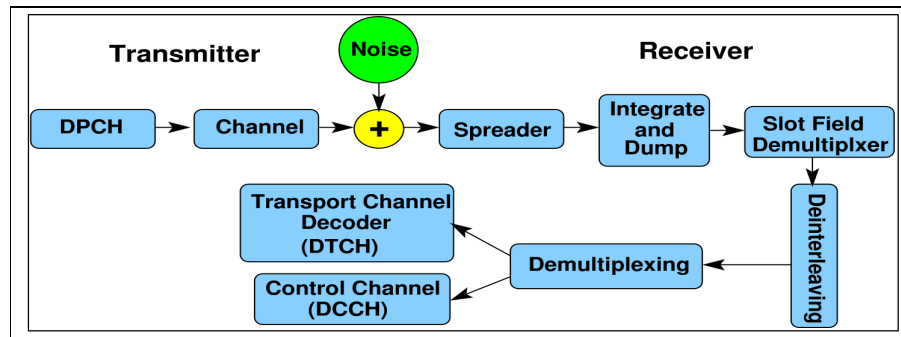 Transmitter
Noise
Receiver
DPCH
Channel
+
Spreader
Integrate
and
Dump
Slot Field
Demultiplxer
Deinterleaving
Demultiplexing
Transport Channel
Decoder
(DTCH)
Control Channel
(DCCH)